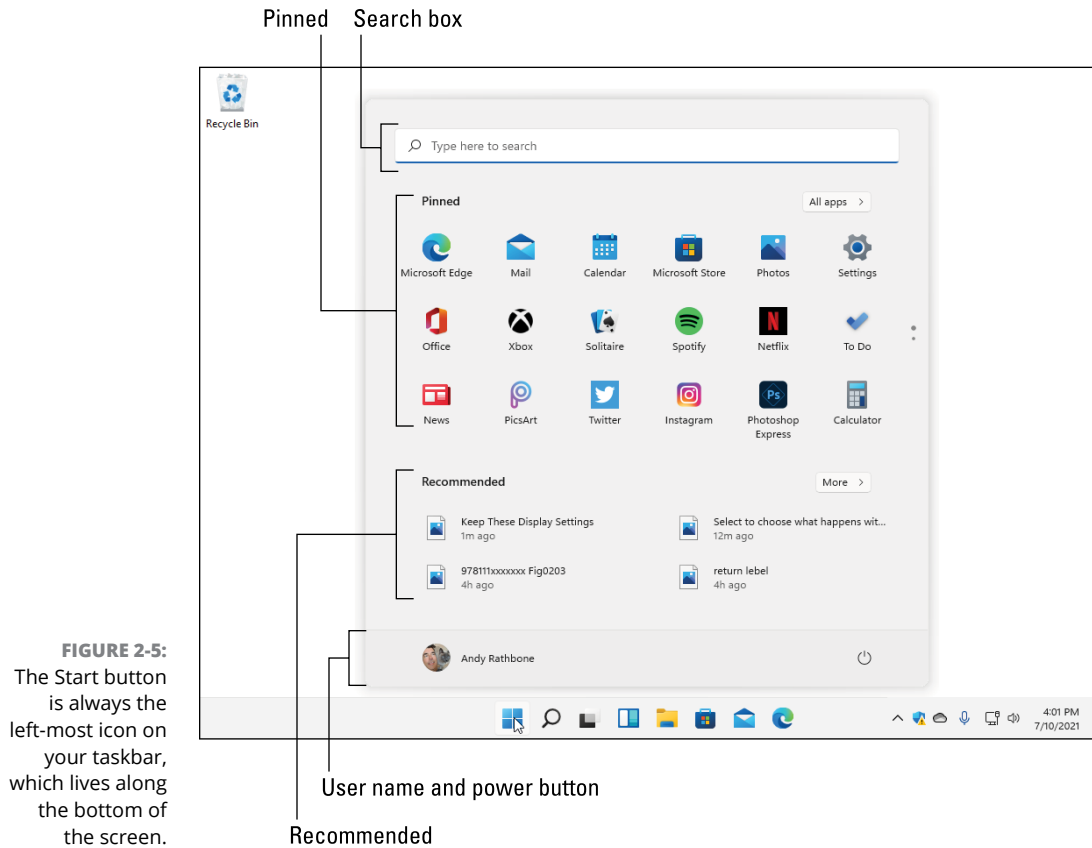 Pinned
Search box
Recycle Bin
Type here to search
Pinned
All apps >
Microsoft Edge
Mail
Calendar
Microsoft Store
Photos
Settings
Office
Xbox
Solitaire
Spotify
Netflix
To Do
News
PicsArt
Twitter
Instagram
Ps
Photoshop
Express
Calculator
Recommended
More >
Keep These Display Settings
1m ago
Select to choose what happens wit...
12m ago
978111xxxxxxx Fig0203
4h ago
return lebel
4h ago
Andy Rathbone
4:01 PM
7/10/2021
FIGURE 2-5:
The Start button
is always the
left-most icon on
your taskbar,
which lives along
the bottom of
the screen.
User name and power button
Recommended